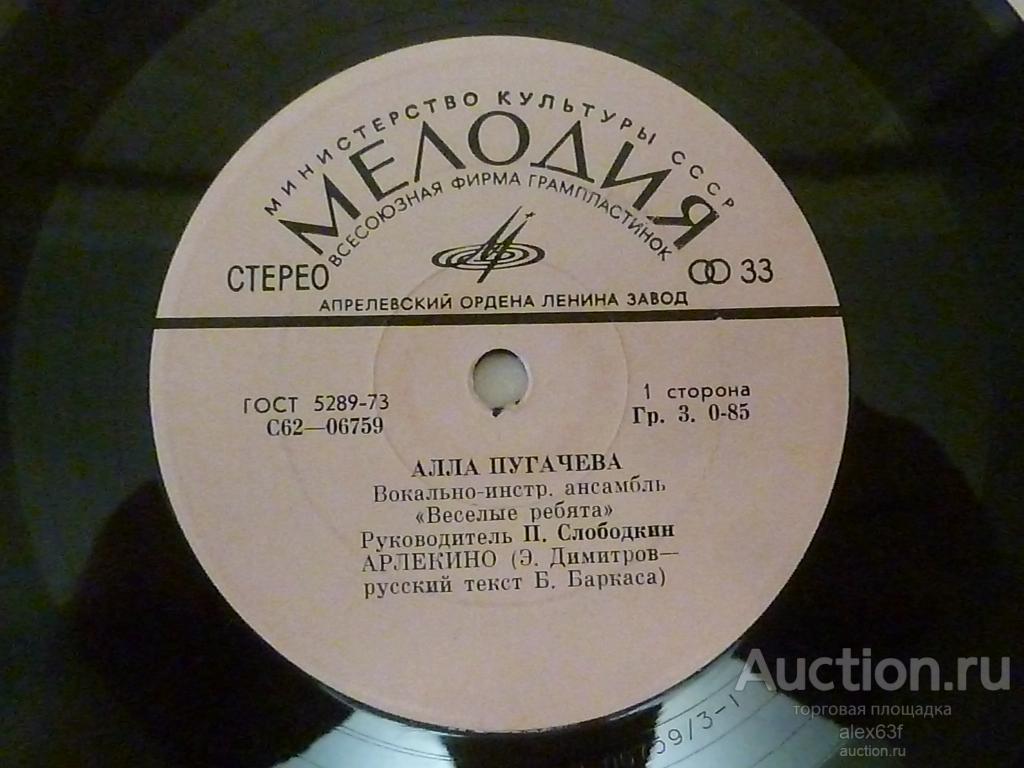 МИНИСТЕРСТВО КУЛЬТУРЫ СССР
МЕЛОДИЯ
ВСЕСОЮЗНАЯ ФИРМА ГРАМПЛАСТИНОК
СТЕРЕО
33
АПРЕЛЕВСКИЙ ОРДЕНА ЛЕНИНА ЗАВОД
ГОСТ 5289-73
С62—06759
1 сторона
Гр. 3. 0-85
АЛЛА ПУГАЧЕВА
Вокально-инстр. ансамбль
«Веселые ребята»
Руководитель П. Слободкин
АРЛЕКИНО (Э. Димитров—
русский текст Б. Баркаса)
Auction.ru
торговая площадка
alex63f
auction.ru